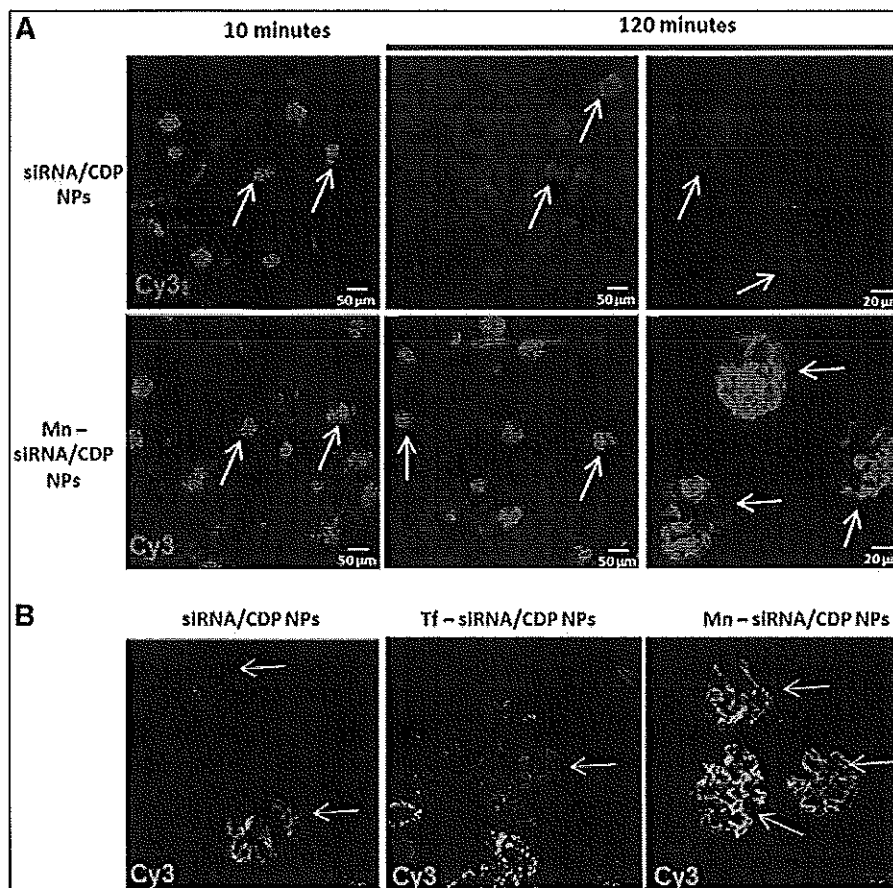 A
10 minutes
120 minutes
siRNA/CDP
NPs
Cy3
50 µm
50 µm
20 µm
Mn –
siRNA/CDP
NPs
Cy3
50 µm
50 µm
20 µm
B
siRNA/CDP NPs
Tf – siRNA/CDP NPs
Mn – siRNA/CDP NPs
Cy3
Cy3
Cy3